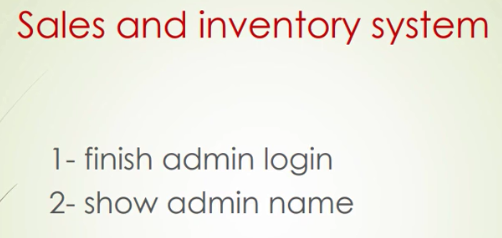 Sales and inventory system
1- finish admin login
2- show admin name